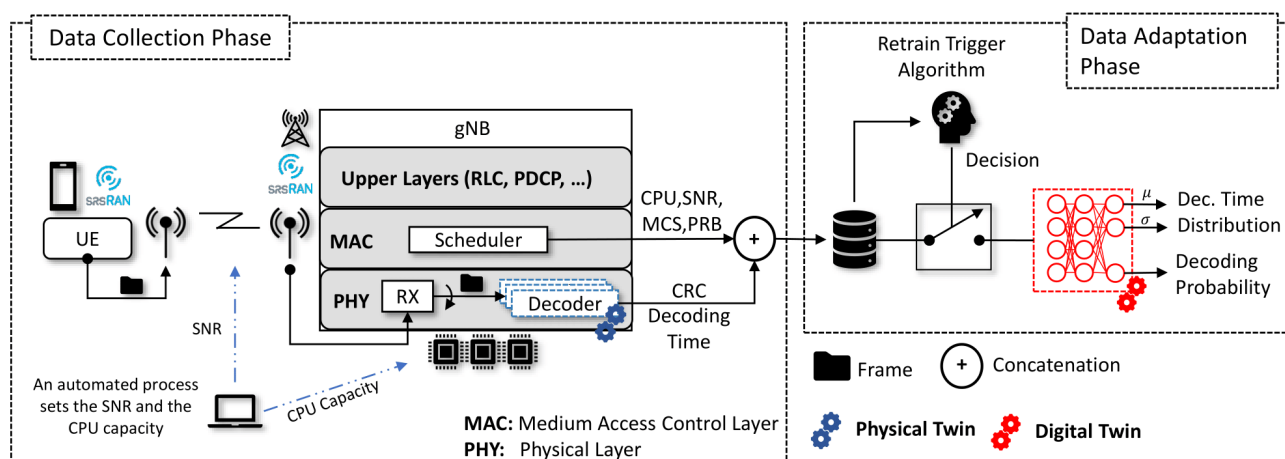 Data Collection Phase
Retrain Trigger
Algorithm
Data Adaptation
Phase
gNB
srsRAN
srsRAN
Upper Layers (RLC, PDCP, ...)
UE
MAC
Scheduler
CPU,SNR,
MCS,PRB
+
Decision
μ
Dec. Time
σ
Distribution
Decoding
Probability
PHY
RX
Decoder
CRC
Decoding
Time
SNR
CPU Capacity
An automated process
sets the SNR and the
CPU capacity
MAC: Medium Access Control Layer
PHY: Physical Layer
Frame
+
Concatenation
Physical Twin
Digital Twin